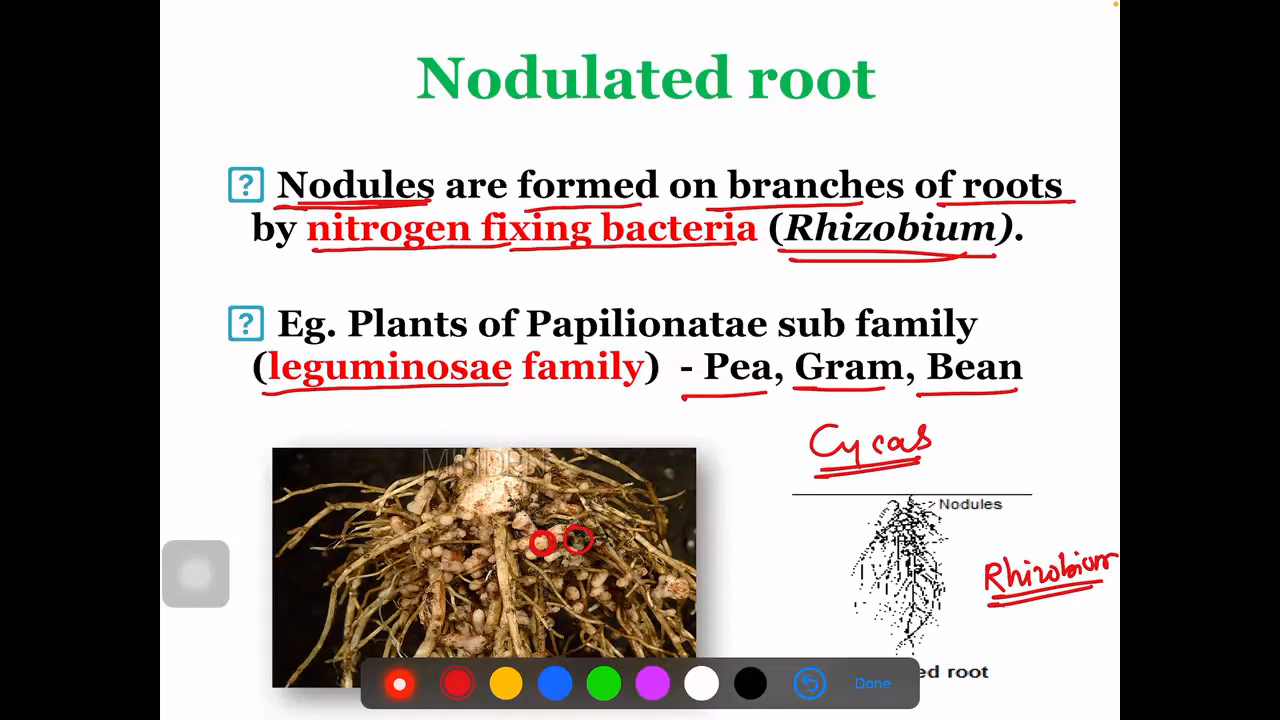 Nodulated root
Nodules are formed on branches of roots
by nitrogen fixing bacteria (Rhizobium).
Eg. Plants of Papilionatae sub family
(leguminosae family) - Pea, Gram, Bean
Cycas
Nodules
Rhizobium
root
Done